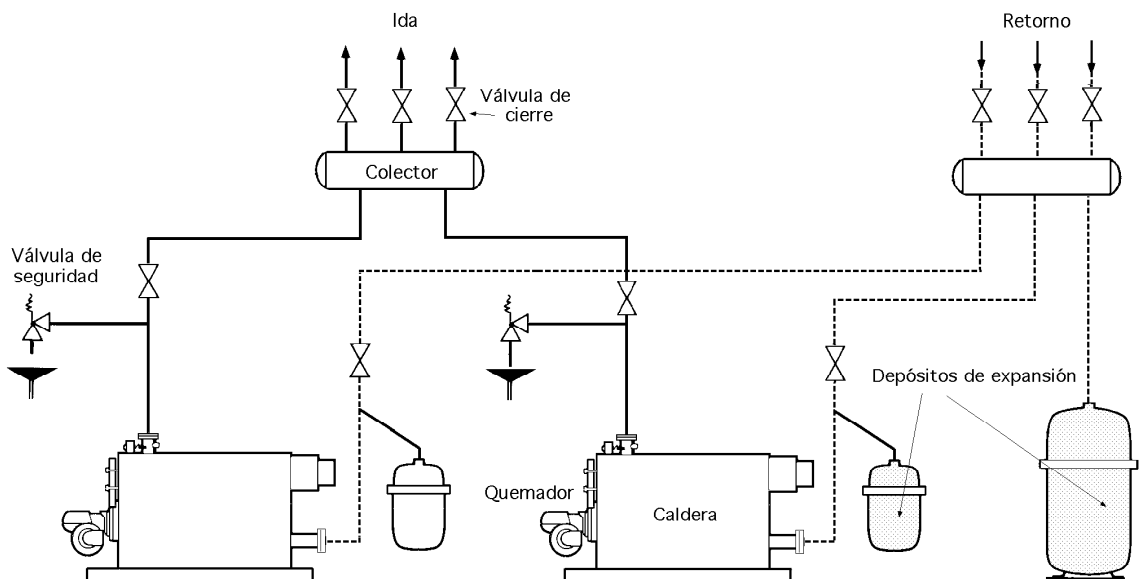 Ida
Retorno
Válvula de
cierre
Colector
Válvula de
seguridad
Depósitos de expansión
Quemador
Caldera